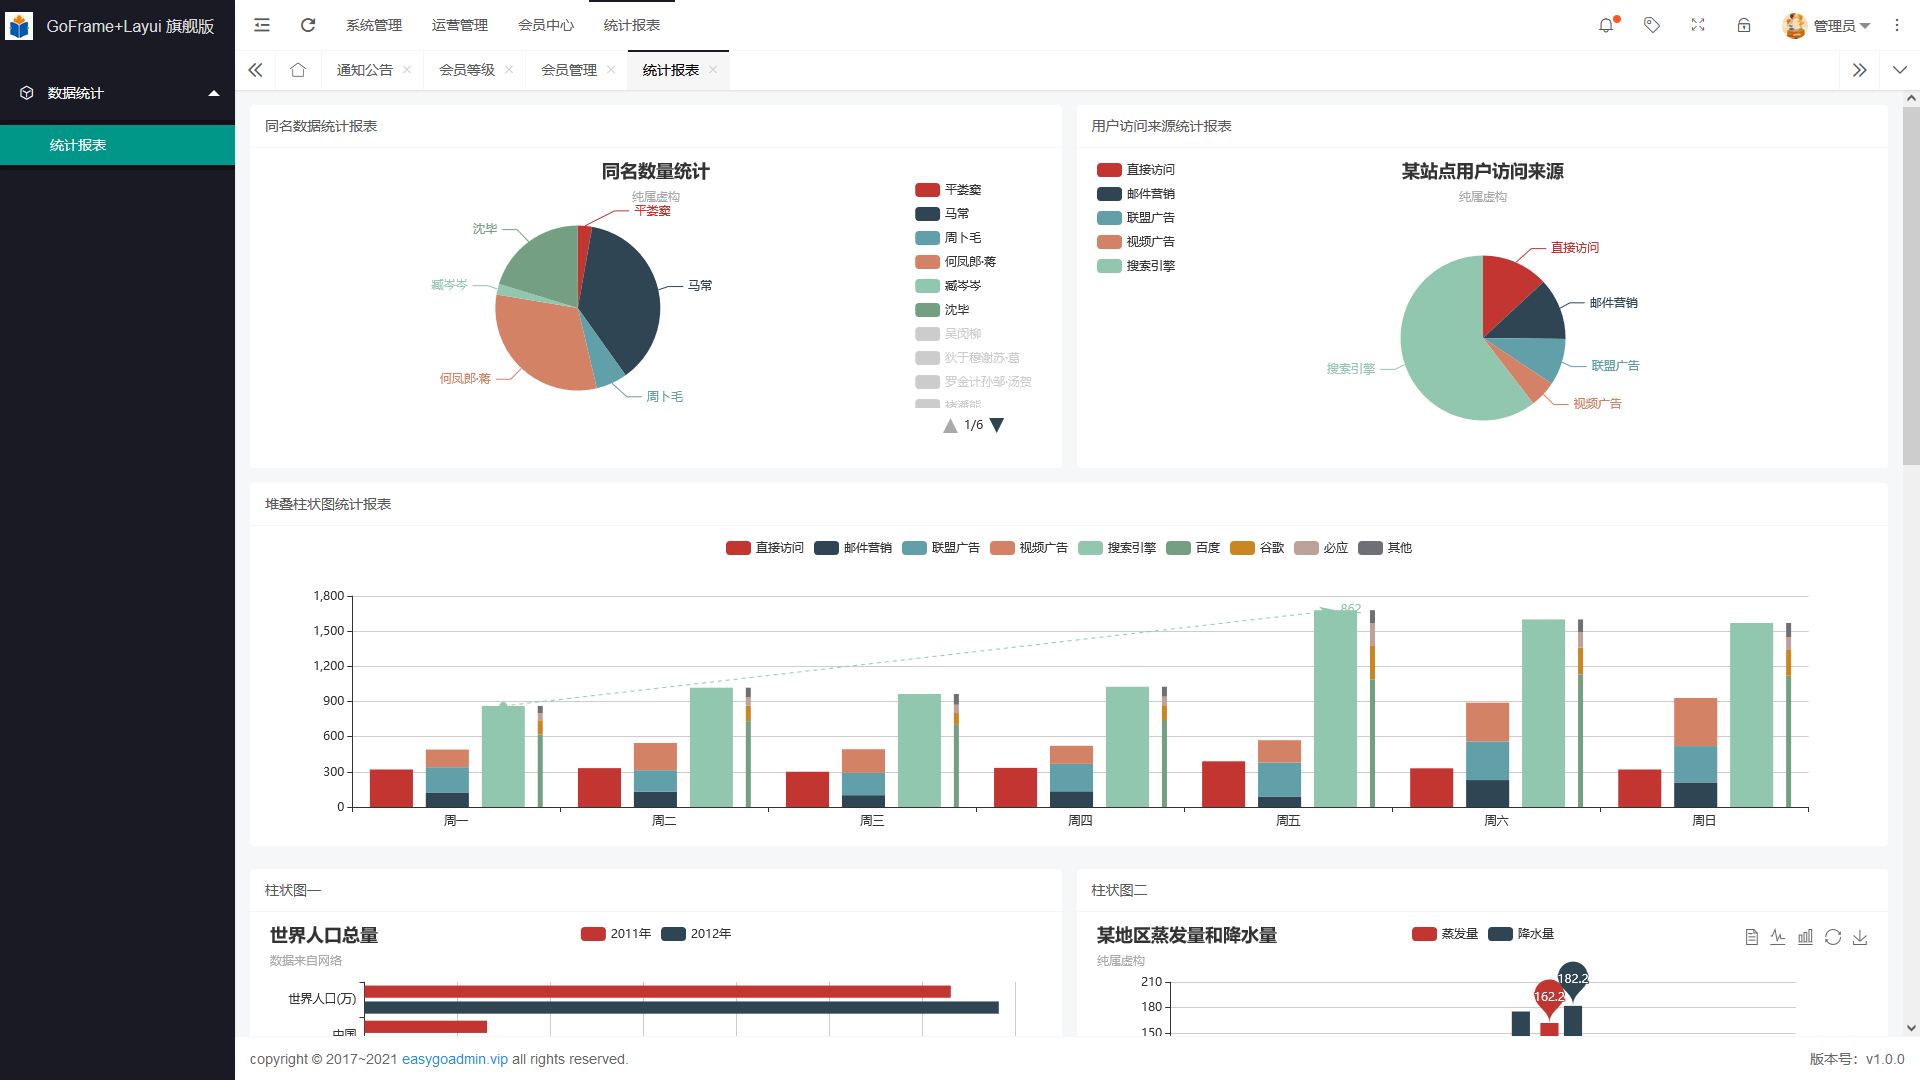 GoFrame+Layui 旗舰版
系统管理 运营管理 会员中心 统计报表
管理员
通知公告 会员等级 会员管理 统计报表
数据统计
统计报表
同名数据统计报表
同名数量统计
纯属虚构
平娄窦
马常
周卜毛
何凤郎·蒋
臧岑岑
沈毕
平娄窦
马常
周卜毛
何凤郎·蒋
臧岑岑
沈毕
吴闵柳
狄于穆谢苏·葛
罗金计孙邹·汤贺
1/6
用户访问来源统计报表
某站点用户访问来源
纯属虚构
直接访问
邮件营销
联盟广告
视频广告
搜索引擎
直接访问
邮件营销
联盟广告
视频广告
搜索引擎
堆叠柱状图统计报表
直接访问 邮件营销 联盟广告 视频广告 搜索引擎 百度 谷歌 必应 其他
1,800
1,500
1,200
900
600
300
0
862
周一 周二 周三 周四 周五 周六 周日
柱状图一
世界人口总量
数据来自网络
2011年 2012年
世界人口(万)
中国
柱状图二
某地区蒸发量和降水量
纯属虚构
蒸发量 降水量
210
180
150
162.2
182.2
copyright © 2017~2021 easygoadmin.vip all rights reserved.
版本号：v1.0.0